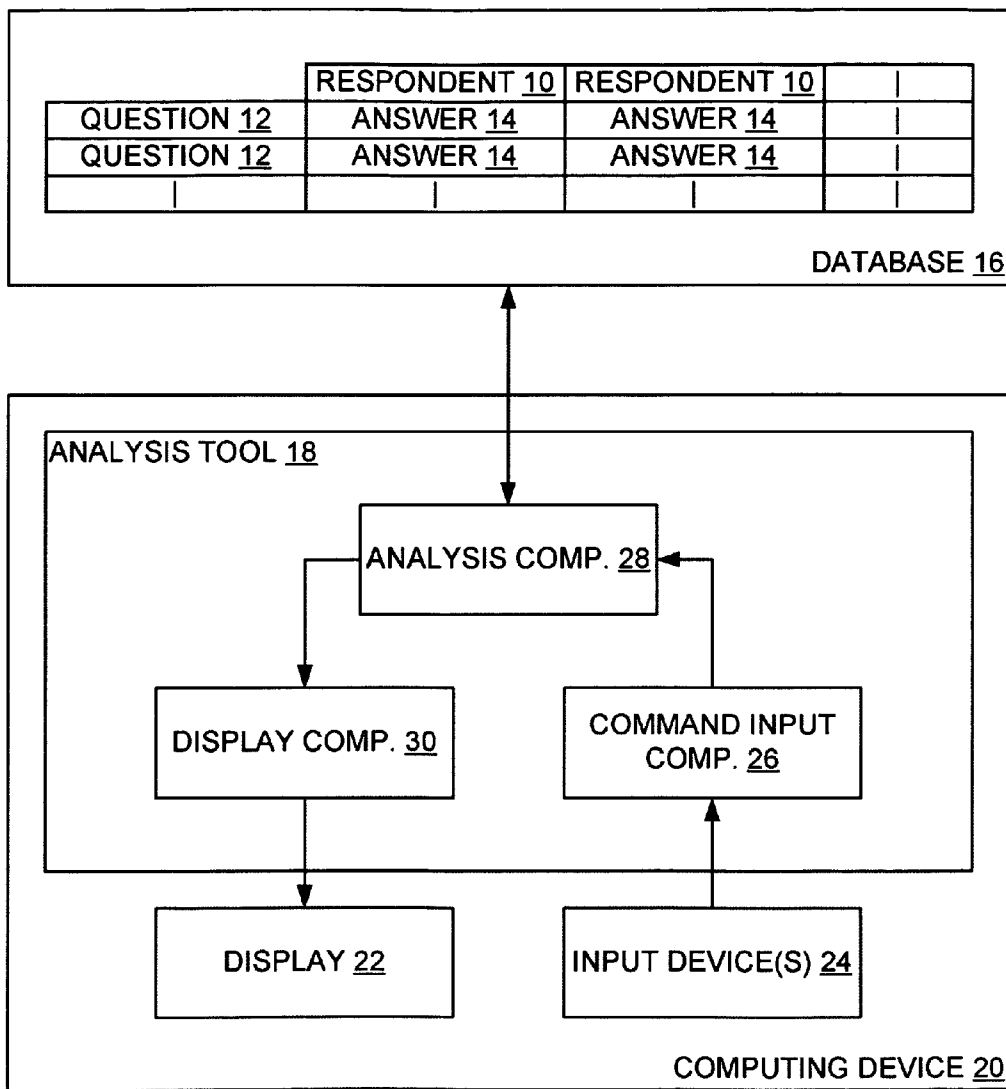 RESPONDENT 10 RESPONDENT 10
QUESTION 12 ANSWER 14 ANSWER 14
QUESTION 12 ANSWER 14 ANSWER 14
DATABASE 16
ANALYSIS TOOL 18
ANALYSIS COMP. 28
DISPLAY COMP. 30
COMMAND INPUT
COMP. 26
DISPLAY 22
INPUT DEVICE(S) 24
COMPUTING DEVICE 20